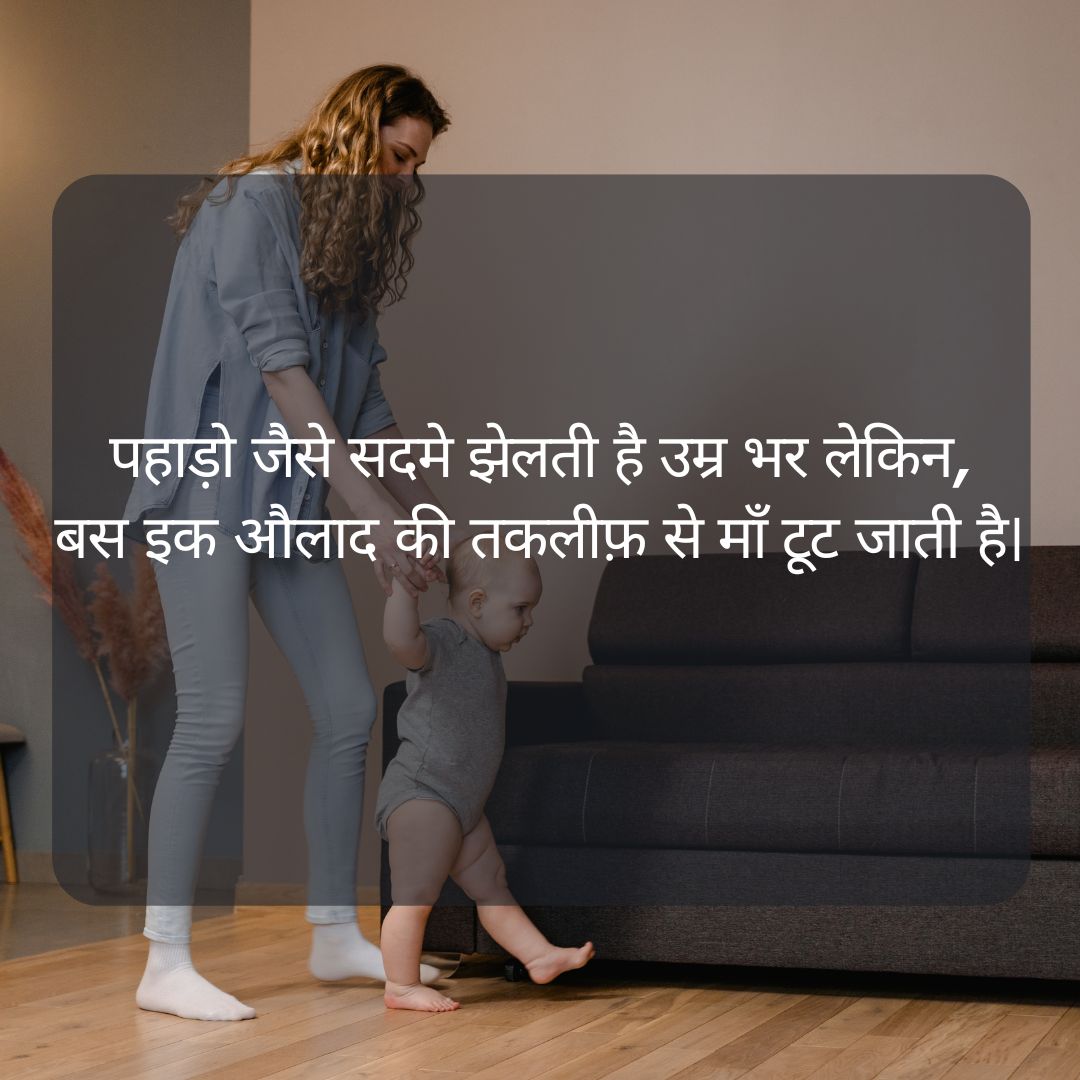 पहाड़ो जैसे सदमे झेलती है उम्र भर लेकिन,
बस इक औलाद की तकलीफ़ से माँ टूट जाती है|